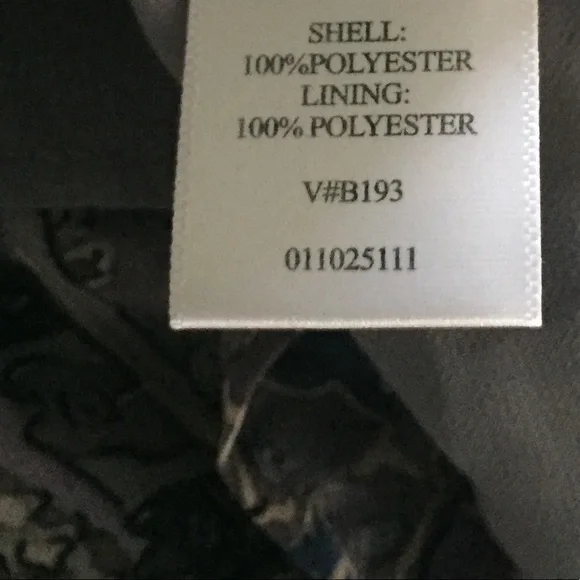 SHELL:
100%POLYESTER
LINING:
100% POLYESTER
V#B193
011025111